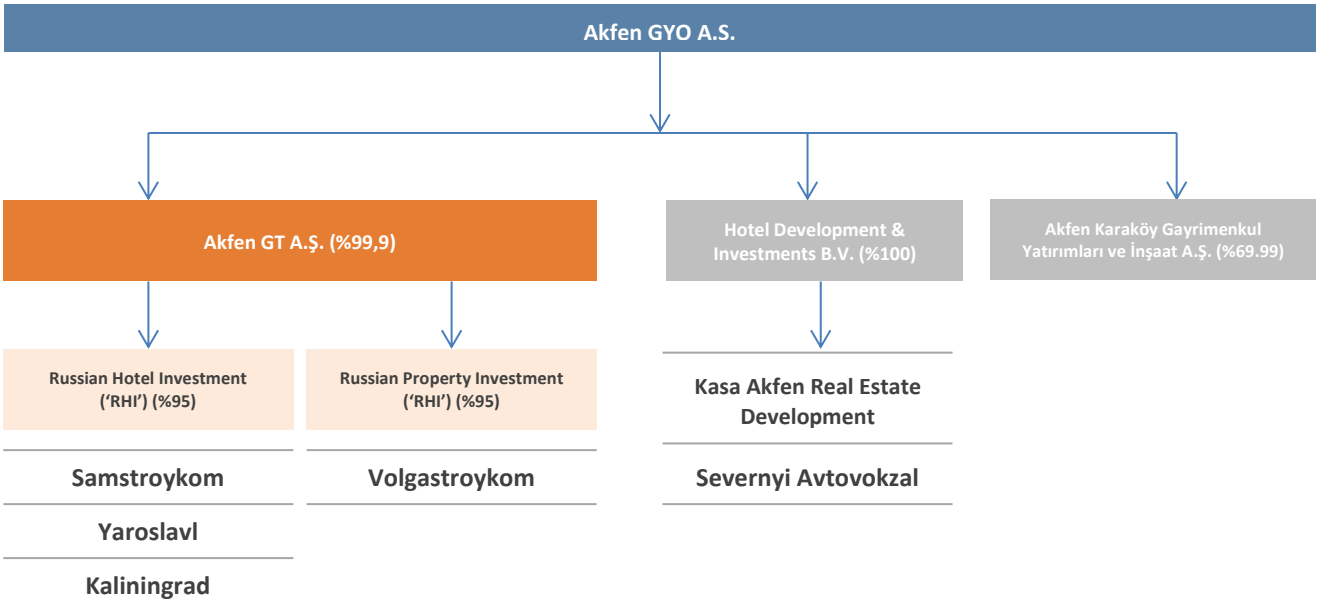 Akfen GYO A.S.
Akfen GT A.Ş. (%99,9)
Hotel Development &
Investments B.V. (%100)
Akfen Karaköy Gayrimenkul
Yatırımları ve İnşaat A.Ş. (%69.99)
Russian Hotel Investment
(‘RHI’) (%95)
Russian Property Investment
(‘RHI’) (%95)
Kasa Akfen Real Estate
Development
Samstroykom
Volgastroykom
Severnyi Avtovokzal
Yaroslavl
Kaliningrad